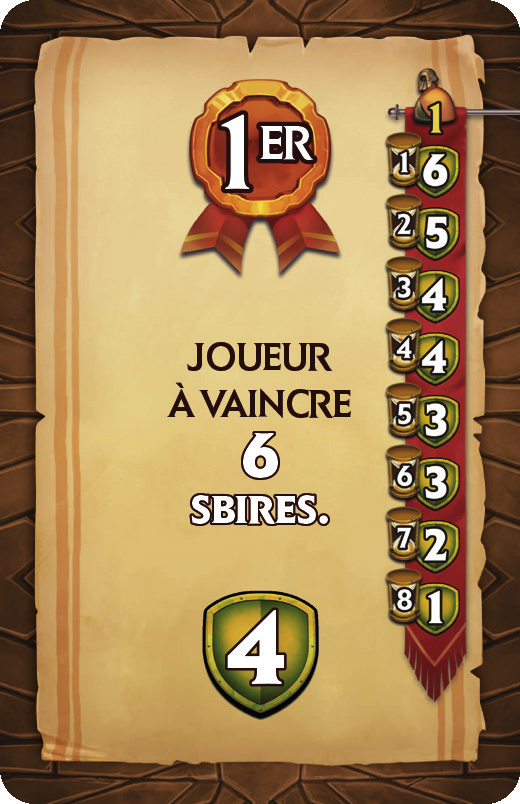 1ER
JOUEUR
À VAINCRE
6
SBIRES.
4
1
1 6
2 5
3 4
4 4
5 3
6 3
7 2
8 1